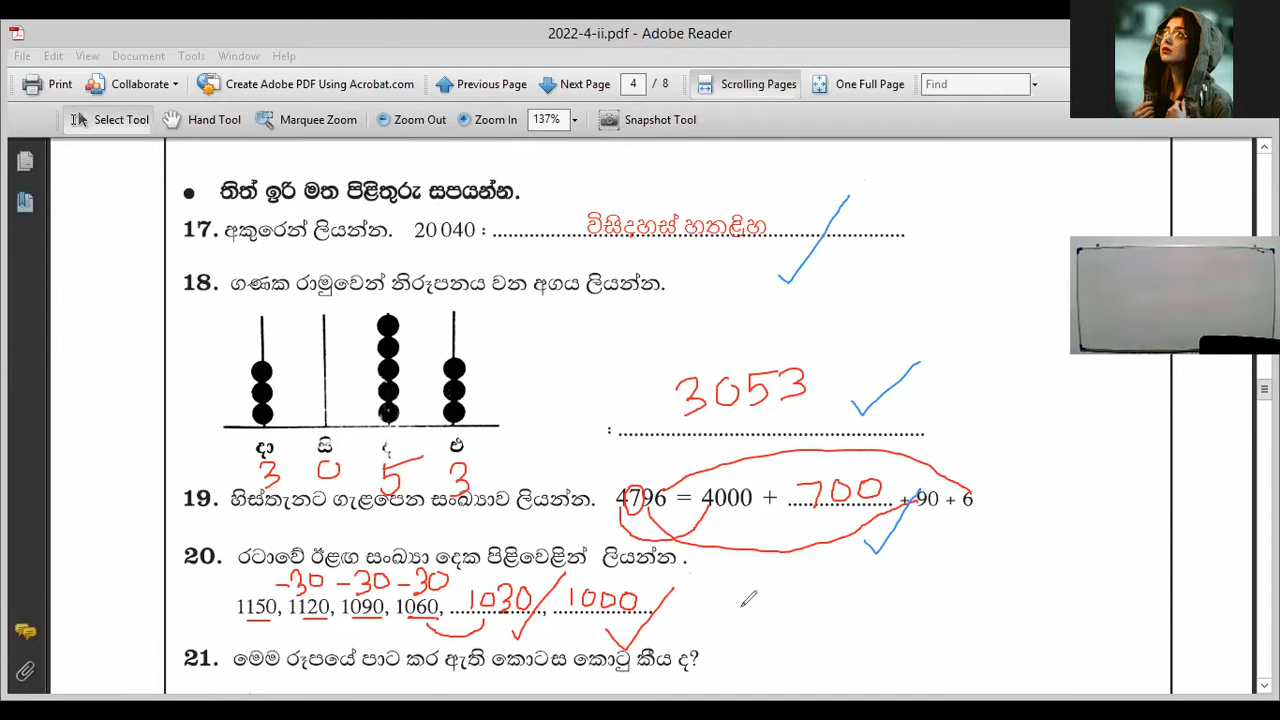 2022-4-ii.pdf - Adobe Reader
File Edit View Document Tools Window Help
Print Collaborate Create Adobe PDF Using Acrobat.com Previous Page Next Page 4 / 8 Scrolling Pages One Full Page Find
Select Tool Hand Tool Marquee Zoom Zoom Out Zoom In 137% Snapshot Tool
• තිත් ඉරි මත පිළිතුරු සපයන්න.
17. අකුරෙන් ලියන්න. 20 040 : විසිදහස් හතළිහ
18. ගණක රාමුවෙන් නිරූපනය වන අගය ලියන්න.
: 3053
දා සි ද එ
3 0 5 3
19. හිස්තැනට ගැළපෙන සංඛ්‍යාව ලියන්න. 4796 = 4000 + 700 + 90 + 6
20. රටාවේ ඊළඟ සංඛ්‍යා දෙක පිළිවෙළින් ලියන්න .
-30 -30 -30
1150, 1120, 1090, 1060, 1030, 1000
21. මෙම රූපයේ පාට කර ඇති කොටස කොටු කීය ද?